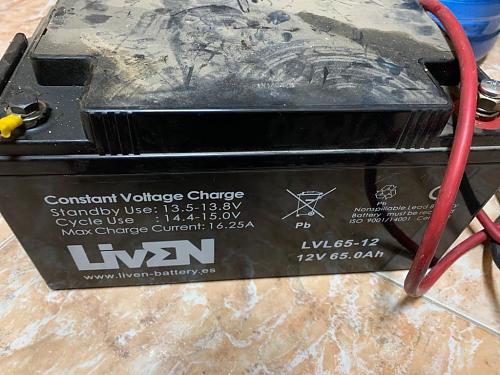 Constant Voltage Charge
Standby Use: 13.5-13.8V
Cycle Use : 14.4-15.0V
Max Charge Current: 16.25A
LIVEN
www.liven-battery.es
Pb
LVL65-12
12V 65.0Ah
Pb
Nonspillable Lead
Battery must be
ISO 9001/14001